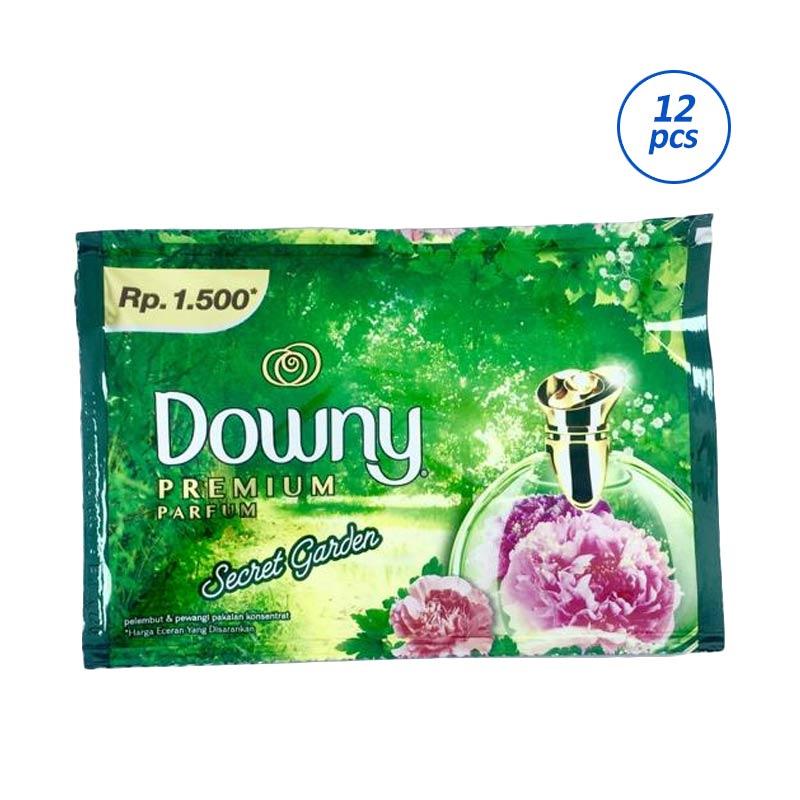 12
pcs
Rp. 1.500*
Downy®
PREMIUM
PARFUM
Secret Garden
pelembut & pewangi pakaian konsentrat
*Harga Eceran Yang Disarankan